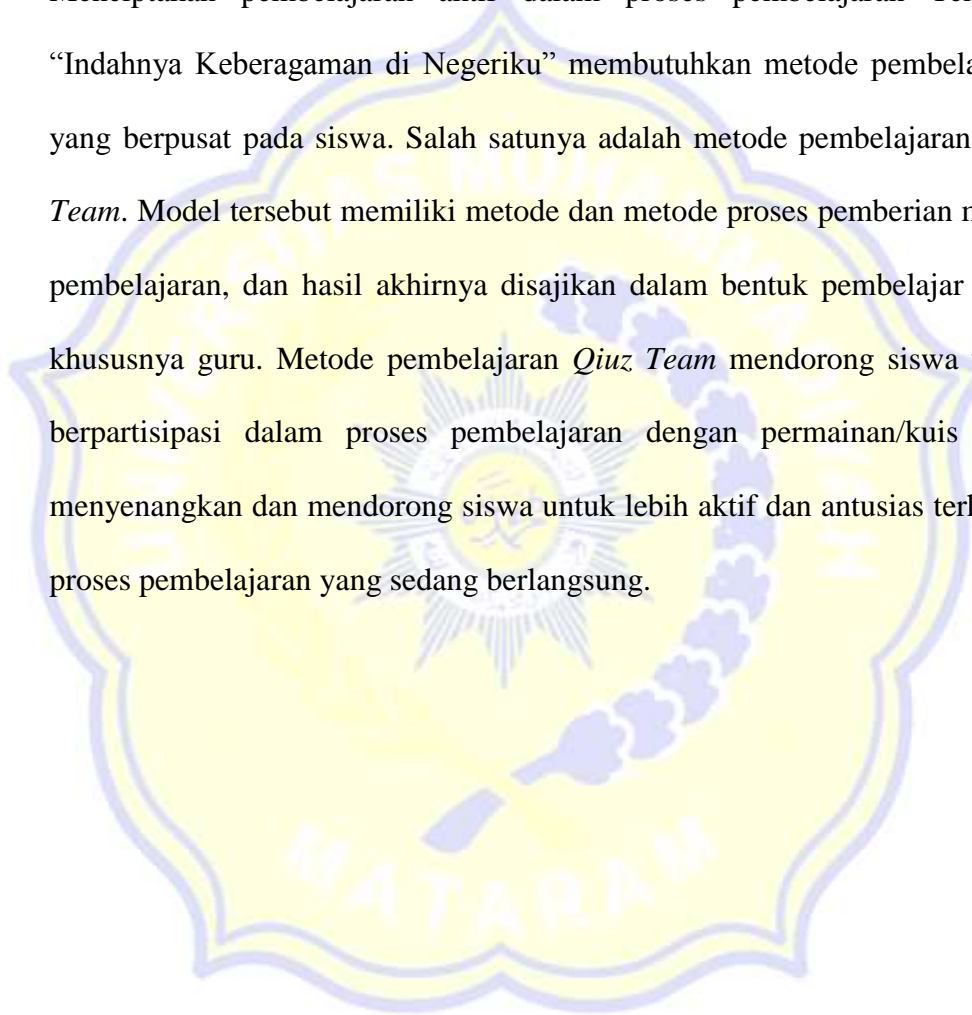 Menciptakan pembelajaran aktif dalam proses pembelajaran
“Indahnya Keberagaman di Negeriku” membutuhkan metode
yang berpusat pada siswa. Salah satunya adalah metode pembelajaran
Team. Model tersebut memiliki metode dan metode proses pemberian
pembelajaran, dan hasil akhirnya disajikan dalam bentuk pembelajar
khususnya guru. Metode pembelajaran Qiuz Team mendorong siswa
berpartisipasi dalam proses pembelajaran dengan permainan/kuis
menyenangkan dan mendorong siswa untuk lebih aktif dan antusias
proses pembelajaran yang sedang berlangsung.
UNIVERSITAS MUHAMMADIYAH
MATARAM